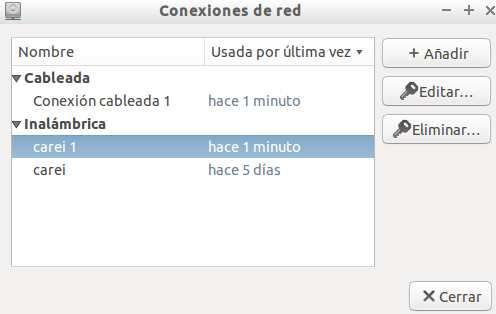 Conexiones de red
Nombre Usada por última vez
+ Añadir
Cableada
Conexión cableada 1 hace 1 minuto
Editar...
Inalámbrica
Eliminar...
carei 1 hace 1 minuto
carei hace 5 días
Cerrar